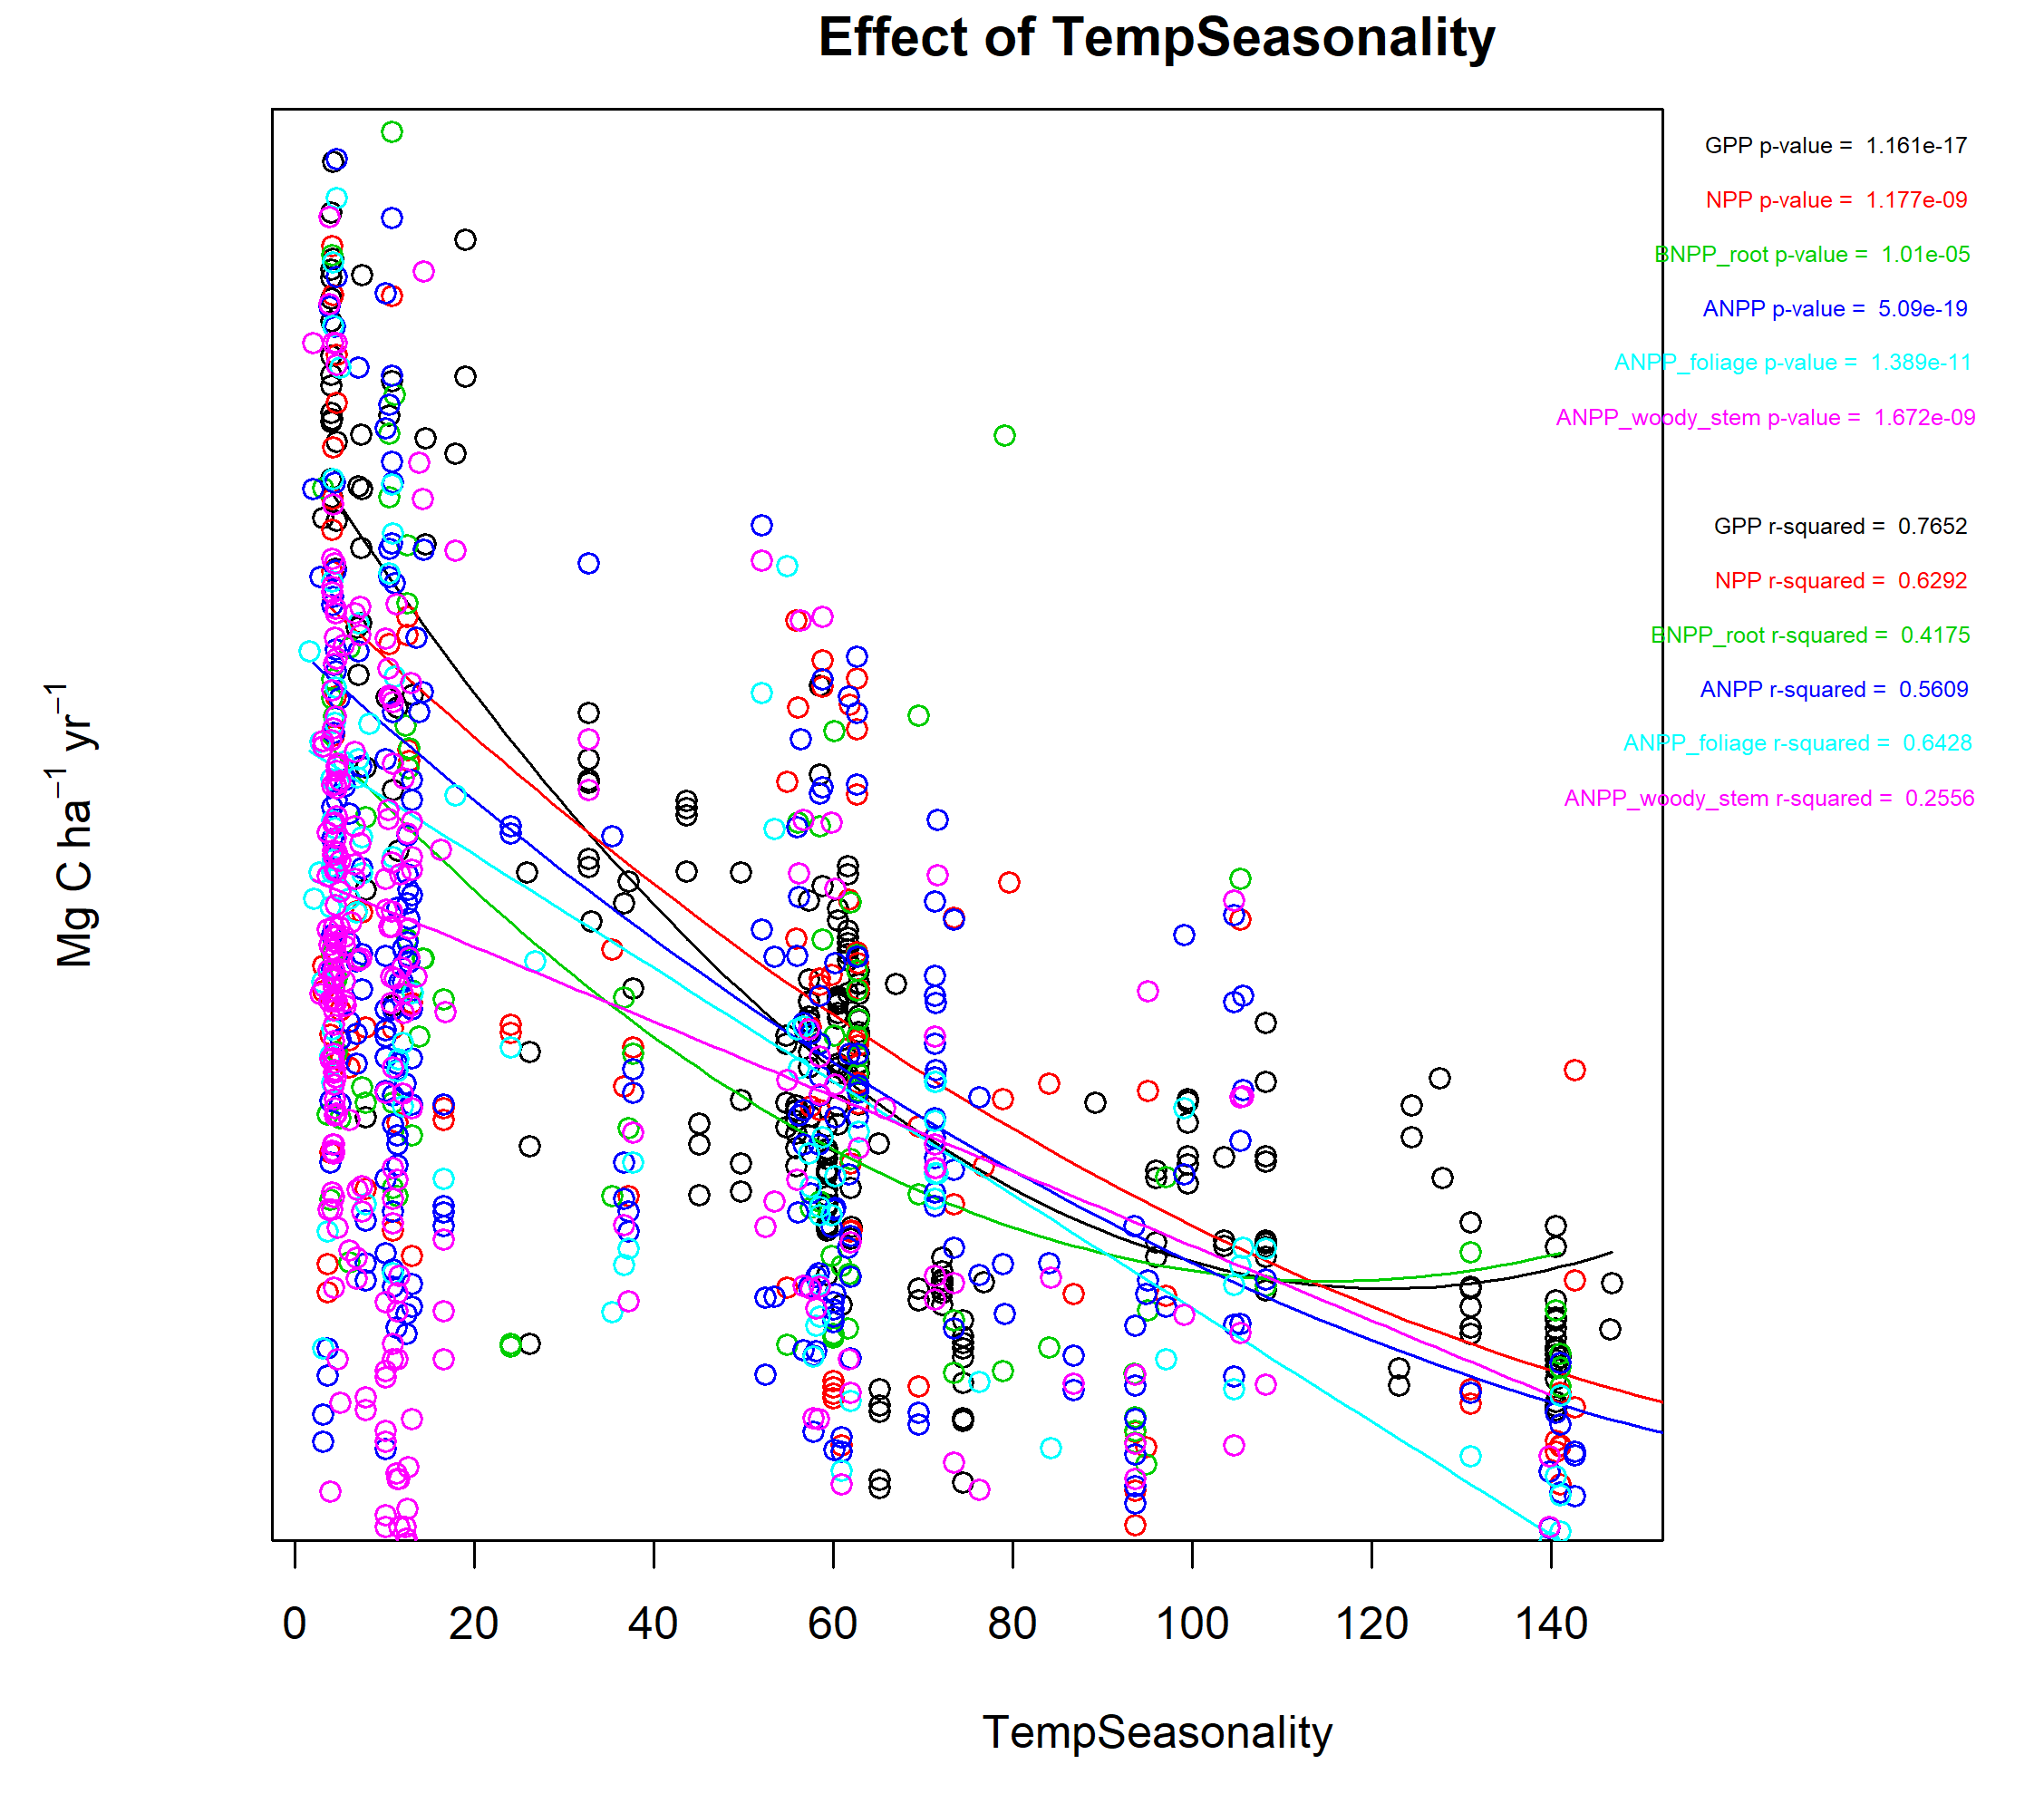 Effect of TempSeasonality
GPP p-value = 1.161e-17
NPP p-value = 1.177e-09
BNPP_root p-value = 1.01e-05
ANPP p-value = 5.09e-19
ANPP_foliage p-value = 1.389e-11
ANPP_woody_stem p-value = 1.672e-09
GPP r-squared = 0.7652
NPP r-squared = 0.6292
BNPP_root r-squared = 0.4175
ANPP r-squared = 0.5609
ANPP_foliage r-squared = 0.6428
ANPP_woody_stem r-squared = 0.2556
Mg C ha⁻¹ yr⁻¹
0 20 40 60 80 100 120 140
TempSeasonality